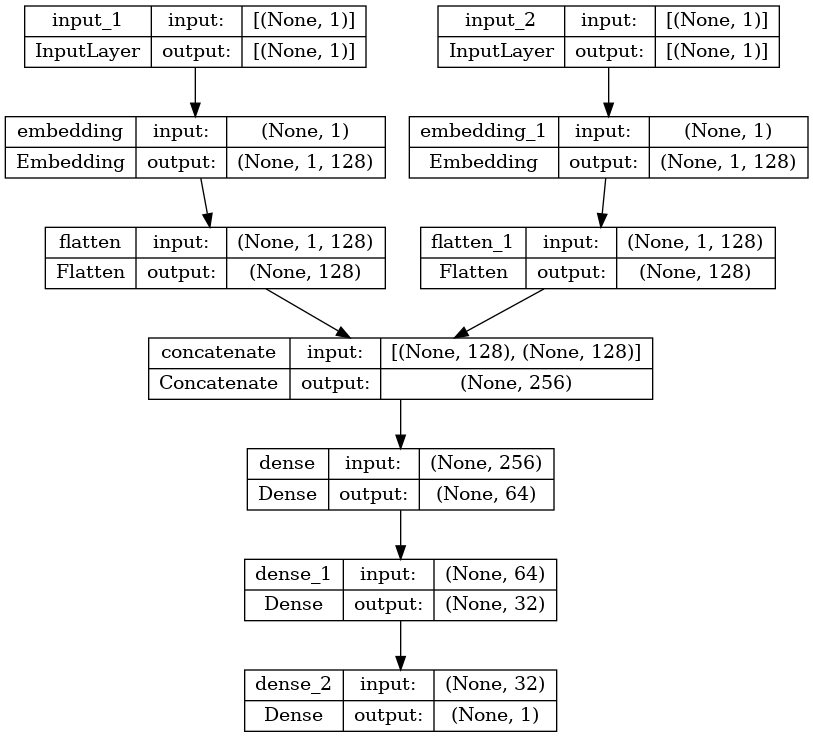 input_1 input: [(None, 1)] input_2 input: [(None, 1)]
InputLayer output: [(None, 1)] InputLayer output: [(None, 1)]
embedding input: (None, 1) embedding_1 input: (None, 1)
Embedding output: (None, 1, 128) Embedding output: (None, 1, 128)
flatten input: (None, 1, 128) flatten_1 input: (None, 1, 128)
Flatten output: (None, 128) Flatten output: (None, 128)
concatenate input: [(None, 128), (None, 128)]
Concatenate output: (None, 256)
dense input: (None, 256)
Dense output: (None, 64)
dense_1 input: (None, 64)
Dense output: (None, 32)
dense_2 input: (None, 32)
Dense output: (None, 1)